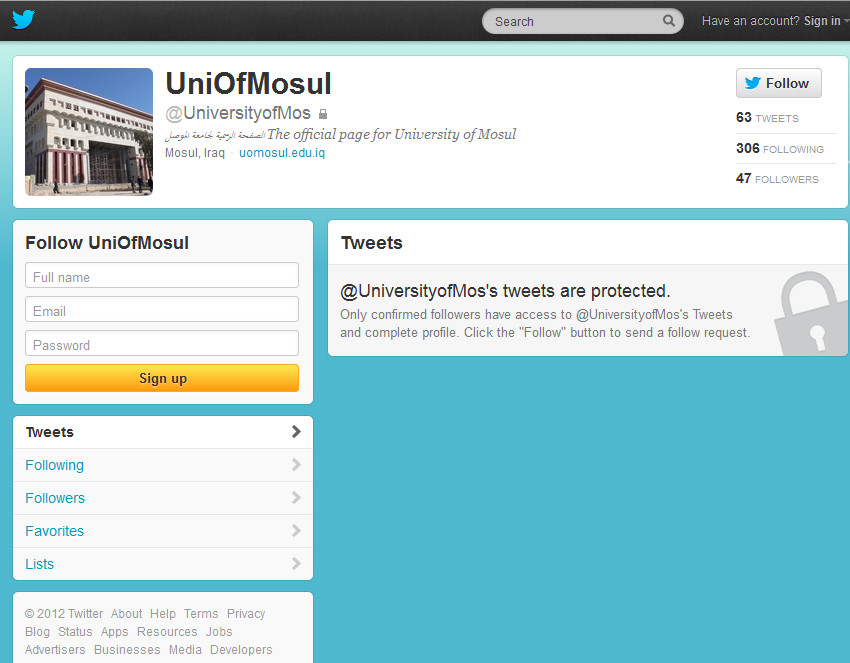 Search
Have an account? Sign in
UniOfMosul
@UniversityofMos
الصفحة الرسمية لجامعة الموصل The official page for University of Mosul
Mosul, Iraq · uomosul.edu.iq
Follow
63 TWEETS
306 FOLLOWING
47 FOLLOWERS
Follow UniOfMosul
Full name
Email
Password
Sign up
Tweets
Following
Followers
Favorites
Lists
© 2012 Twitter About Help Terms Privacy
Blog Status Apps Resources Jobs
Advertisers Businesses Media Developers
Tweets
@UniversityofMos's tweets are protected.
Only confirmed followers have access to @UniversityofMos's Tweets
and complete profile. Click the "Follow" button to send a follow request.